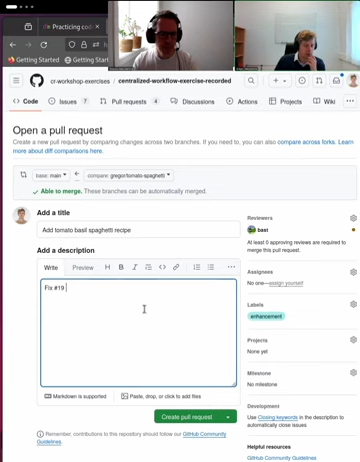 Practicing cod
Getting Started
Getting Started
cr-workshop-exercises / centralized-workflow-exercise-recorded
Code
Issues 7
Pull requests 4
Discussions
Actions
Projects
Wiki
Open a pull request
Create a new pull request by comparing changes across two branches. If you need to, you can also compare across forks. Learn
more about diff comparisons here.
base: main
compare: gregor/tomato-spaghetti
Able to merge. These branches can be automatically merged.
Add a title
Add tomato basil spaghetti recipe
Add a description
Write
Preview
Fix #19
Markdown is supported
Paste, drop, or click to add files
Create pull request
Remember, contributions to this repository should follow our GitHub Community
Guidelines.
Reviewers
bast
At least 0 approving reviews are required to
merge this pull request.
Assignees
No one—assign yourself
Labels
enhancement
Projects
None yet
Milestone
No milestone
Development
Use Closing keywords in the description to
automatically close issues
Helpful resources
GitHub Community Guidelines